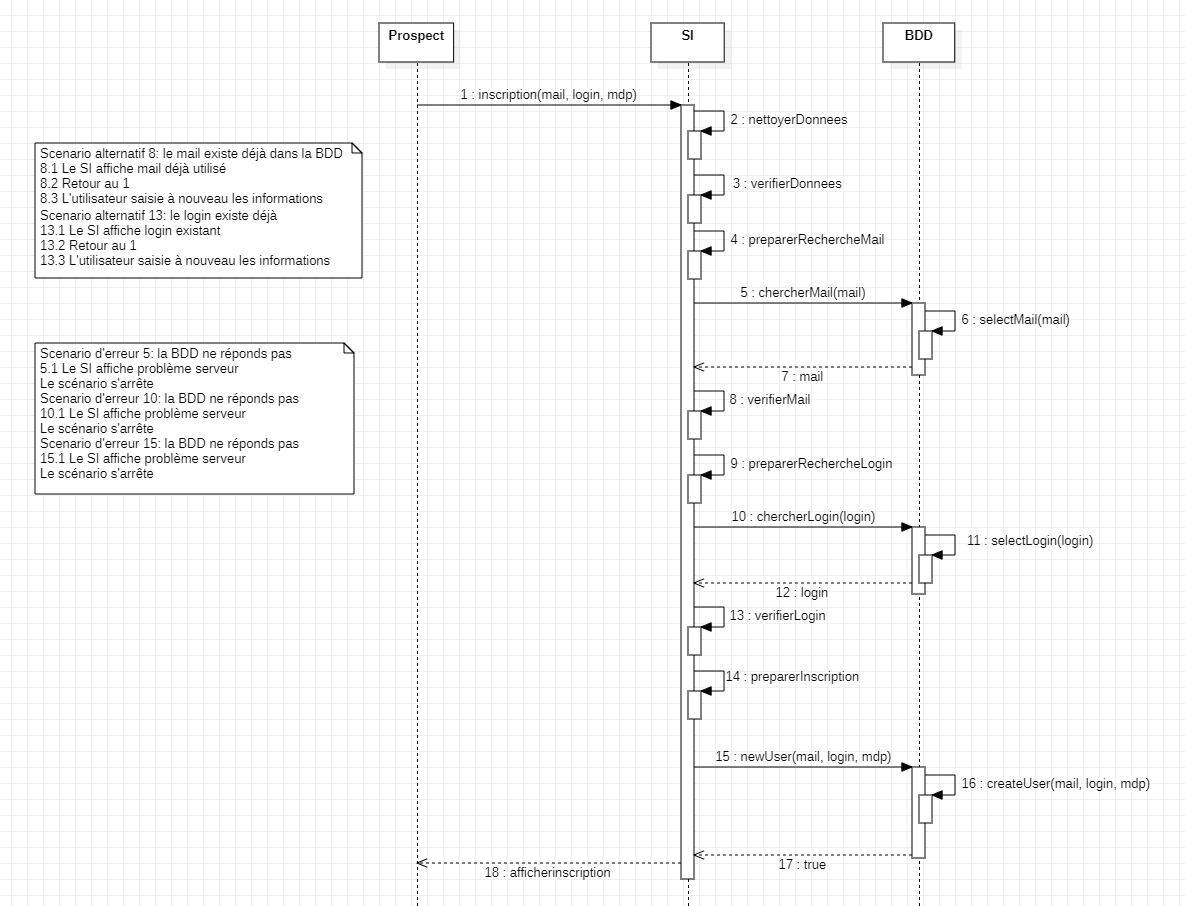 Prospect
SI
BDD
1 : inscription(mail, login, mdp)
2 : nettoyerDonnees
Scenario alternatif 8: le mail existe déjà dans la BDD
8.1 Le SI affiche mail déjà utilisé
8.2 Retour au 1
8.3 L'utilisateur saisie à nouveau les informations
Scenario alternatif 13: le login existe déjà
13.1 Le SI affiche login existant
13.2 Retour au 1
13.3 L'utilisateur saisie à nouveau les informations
3 : verifierDonnees
4 : preparerRechercheMail
5 : chercherMail(mail)
6 : selectMail(mail)
Scenario d'erreur 5: la BDD ne réponds pas
5.1 Le SI affiche problème serveur
Le scénario s'arrête
Scenario d'erreur 10: la BDD ne réponds pas
10.1 Le SI affiche problème serveur
Le scénario s'arrête
Scenario d'erreur 15: la BDD ne réponds pas
15.1 Le SI affiche problème serveur
Le scénario s'arrête
7 : mail
8 : verifierMail
9 : preparerRechercheLogin
10 : chercherLogin(login)
11 : selectLogin(login)
12 : login
13 : verifierLogin
14 : preparerInscription
15 : newUser(mail, login, mdp)
16 : createUser(mail, login, mdp)
17 : true
18 : afficherinscription